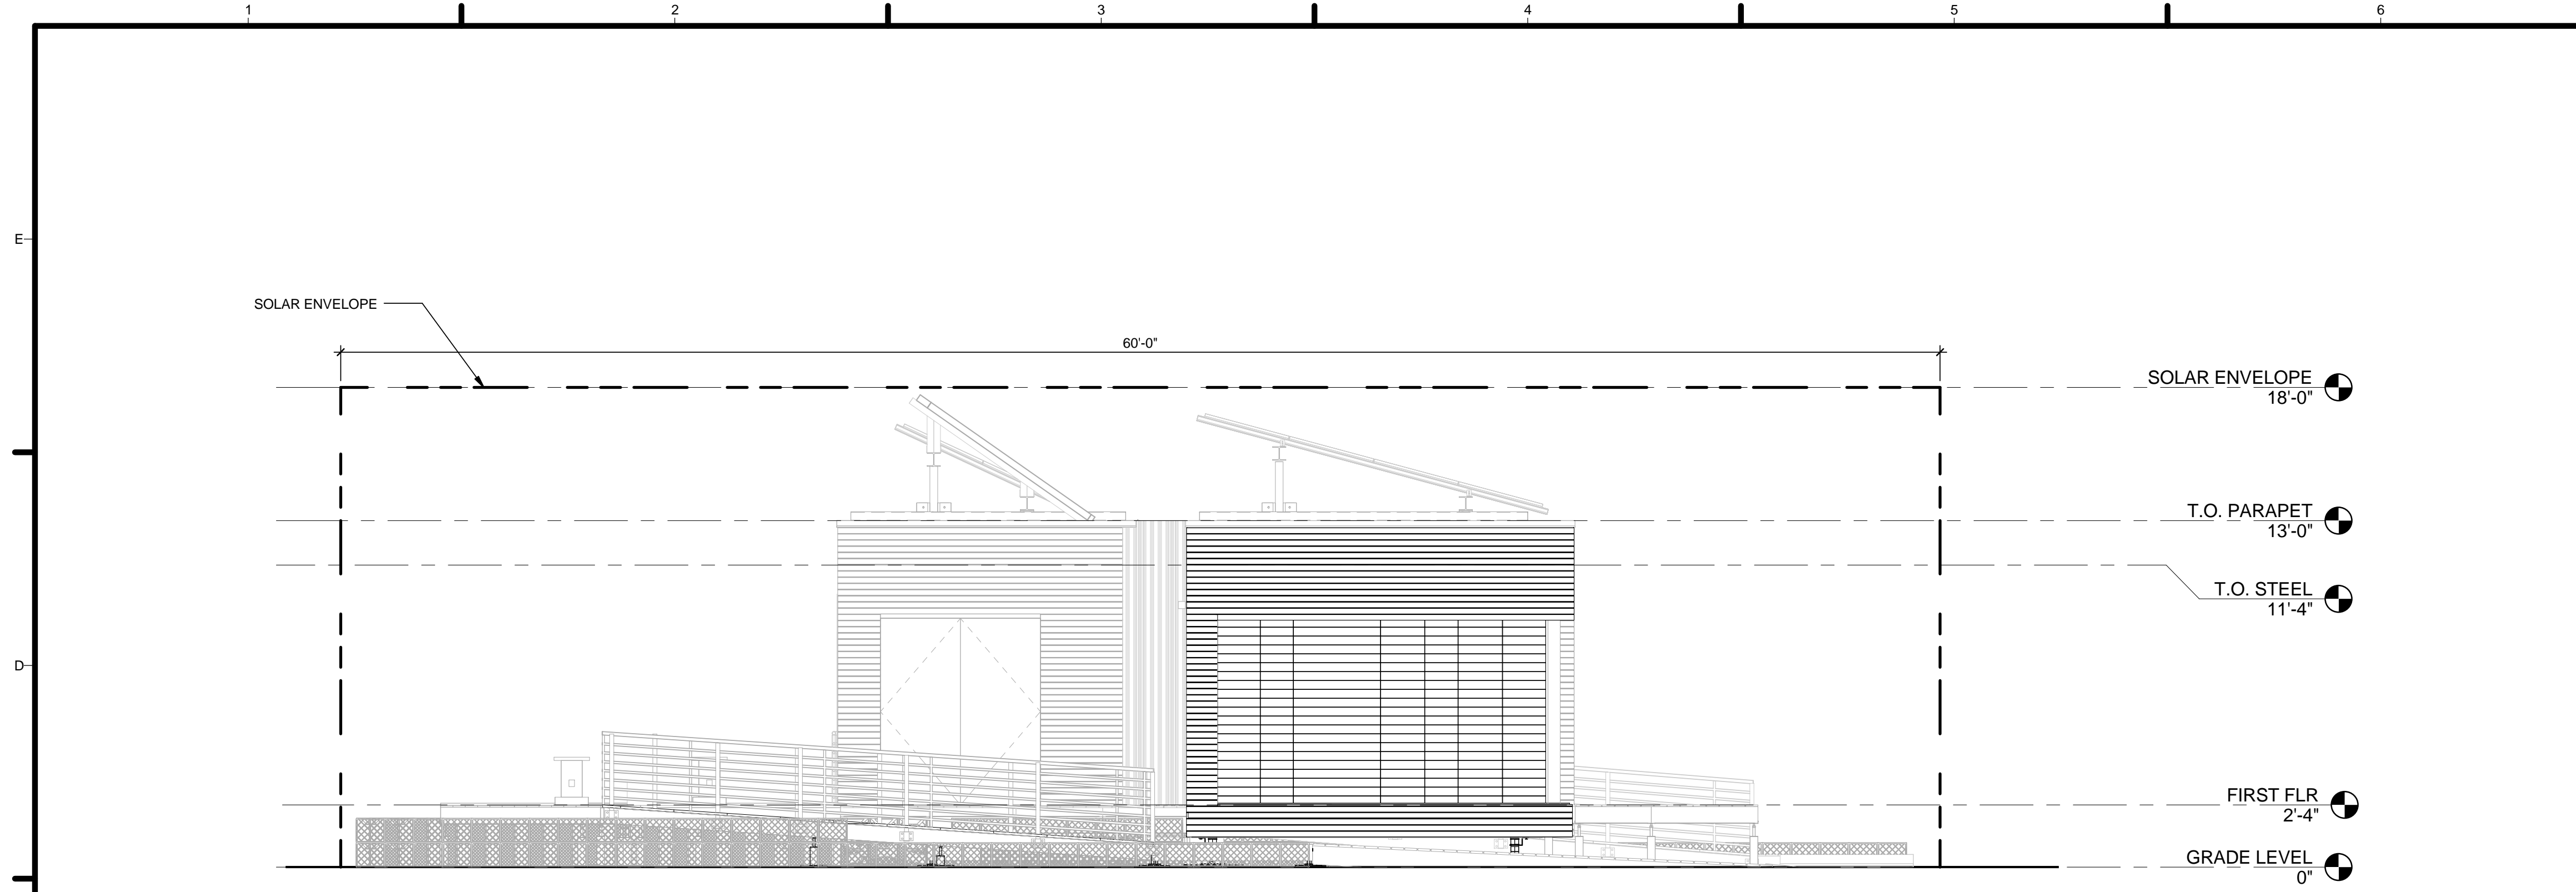 1
2
3
4
5
6
E
SOLAR ENVELOPE
60'-0"
SOLAR ENVELOPE
18'-0"
T.O. PARAPET
13'-0"
T.O. STEEL
11'-4"
D
FIRST FLR
2'-4"
GRADE LEVEL
0"